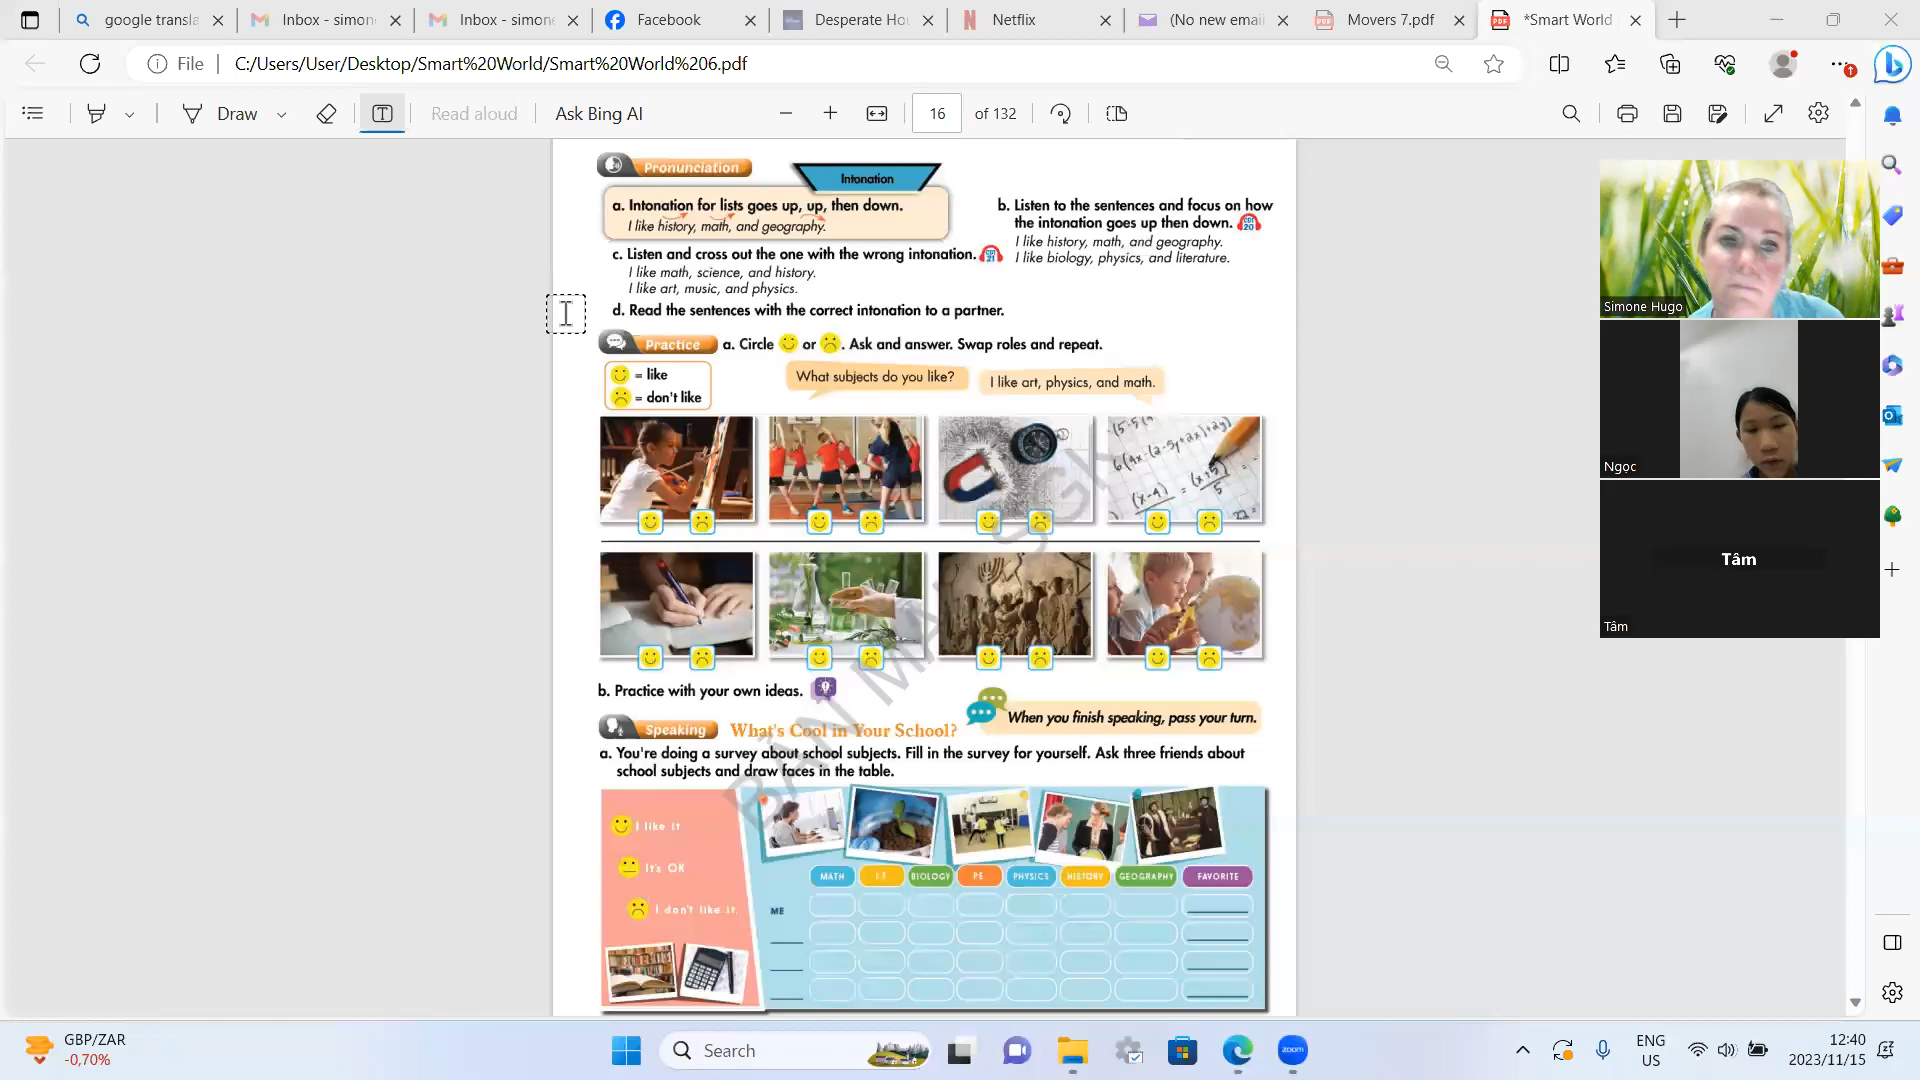 google transla
Inbox - simon
Inbox - simone
Facebook
Desperate Hou
Netflix
(No new emai
Movers 7.pdf
*Smart World
File
C:/Users/User/Desktop/Smart%20World/Smart%20World%206.pdf
Draw
Read aloud
Ask Bing AI
16
of 132
Pronunciation
Intonation
a. Intonation for lists goes up, up, then down.
I like history, math, and geography.
b. Listen to the sentences and focus on how
the intonation goes up then down. CD1 20
I like history, math, and geography.
I like biology, physics, and literature.
c. Listen and cross out the one with the wrong intonation. CD1 21
I like math, science, and history.
I like art, music, and physics.
d. Read the sentences with the correct intonation to a partner.
Practice
a. Circle or . Ask and answer. Swap roles and repeat.
= like
= don't like
What subjects do you like?
I like art, physics, and math.
b. Practice with your own ideas.
When you finish speaking, pass your turn.
Speaking
What's Cool in Your School?
a. You're doing a survey about school subjects. Fill in the survey for yourself. Ask three friends about
school subjects and draw faces in the table.
I like it
It's OK
I don't like it.
MATH
I.T
BIOLOGY
PE
PHYSICS
HISTORY
GEOGRAPHY
FAVORITE
ME
Simone Hugo
Ngọc
Tâm
Tâm
GBP/ZAR
-0,70%
Search
zoom
ENG
US
12:40
2023/11/15